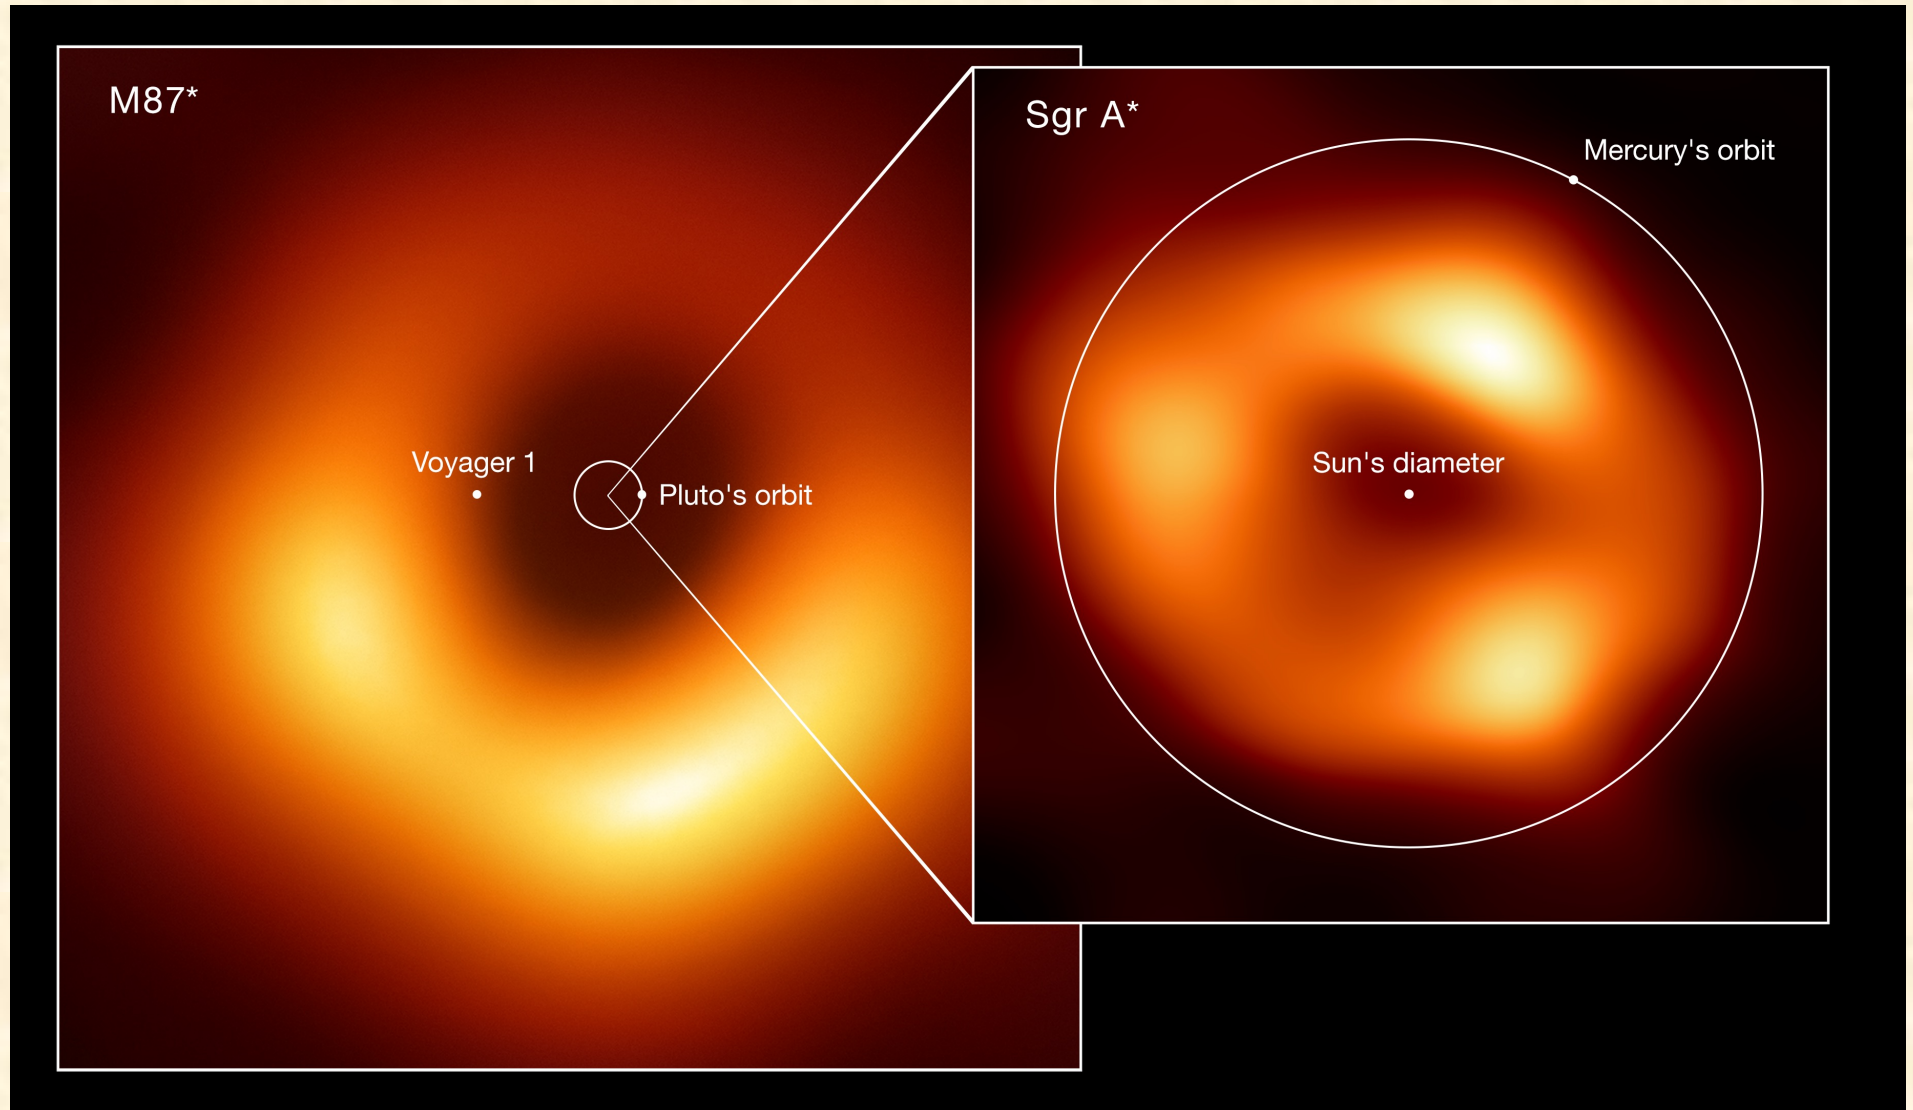 M87*
Sgr A*
Mercury's orbit
Voyager 1
Pluto's orbit
Sun's diameter